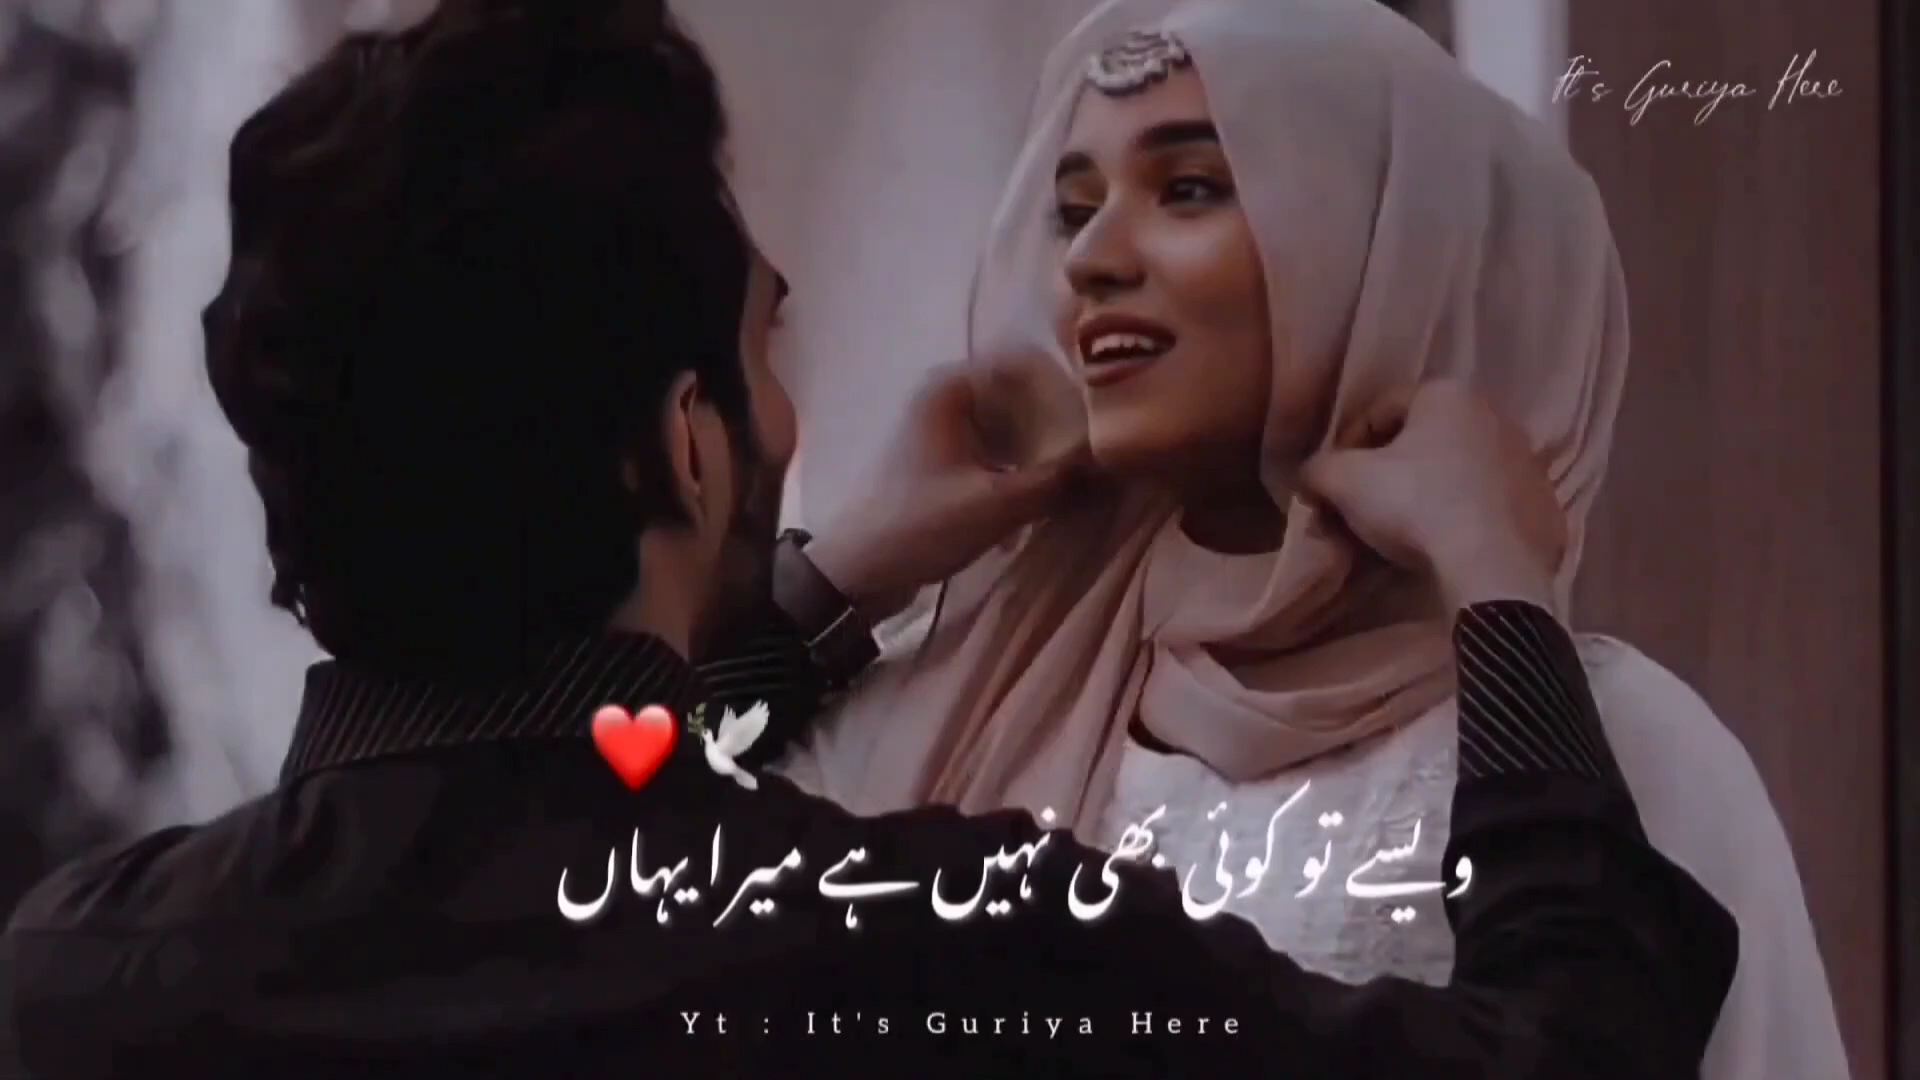 It's Guriya Here
❤️🕊️
ویسے تو کوئی بھی نہیں ہے میرا یہاں
Yt : It's Guriya Here